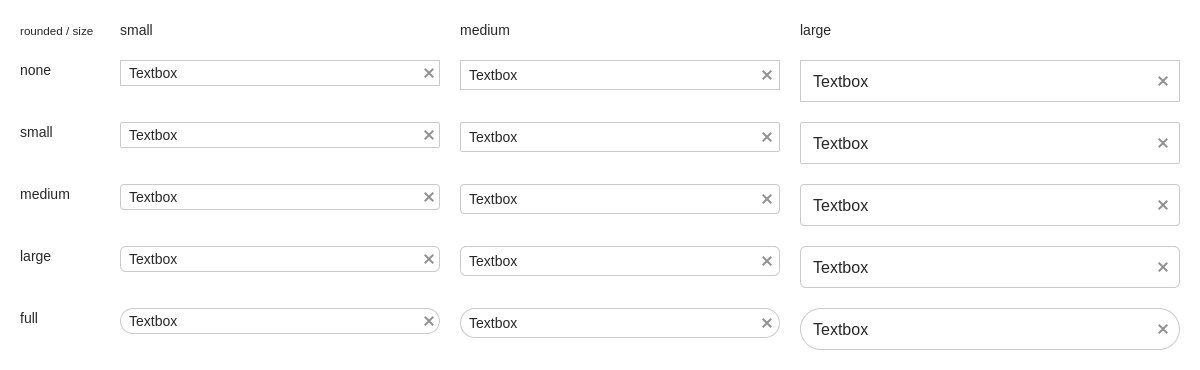 rounded / size small medium large
none Textbox Textbox Textbox
small Textbox Textbox Textbox
medium Textbox Textbox Textbox
large Textbox Textbox Textbox
full Textbox Textbox Textbox